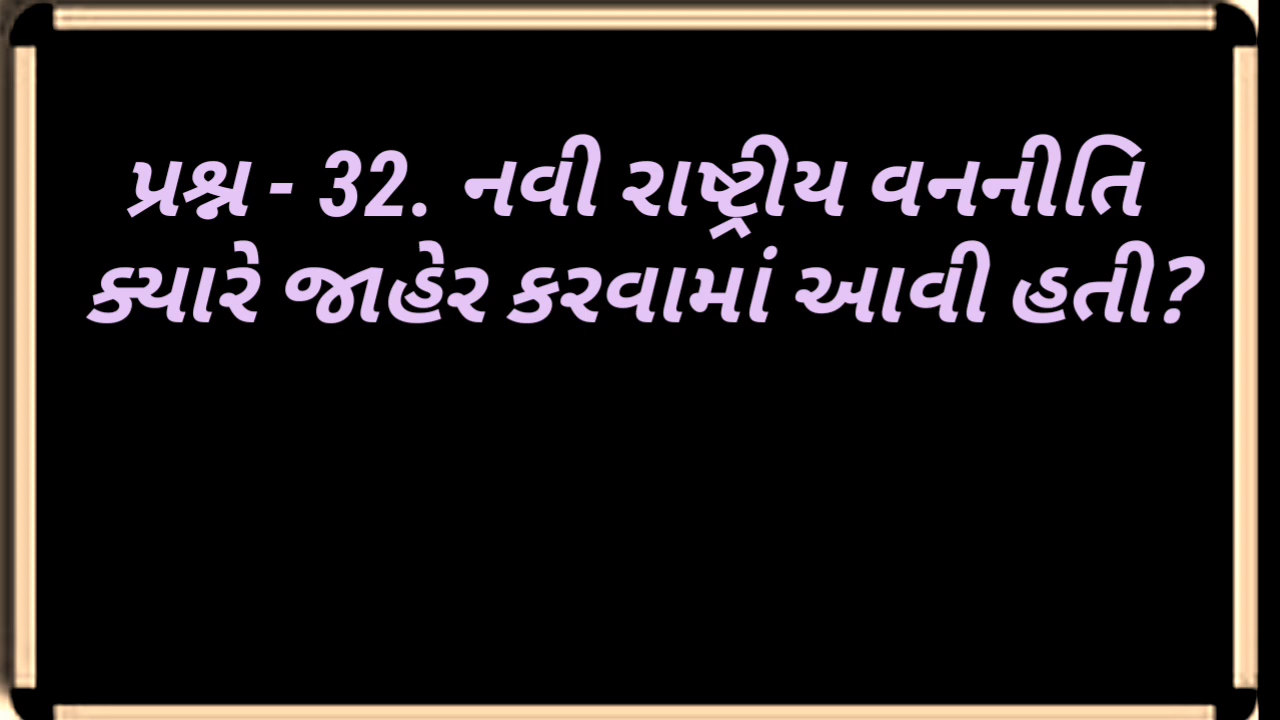 પ્રશ્ન - 32. નવી રાષ્ટ્રીય વનનીતિ
ક્યારે જાહેર કરવામાં આવી હતી?